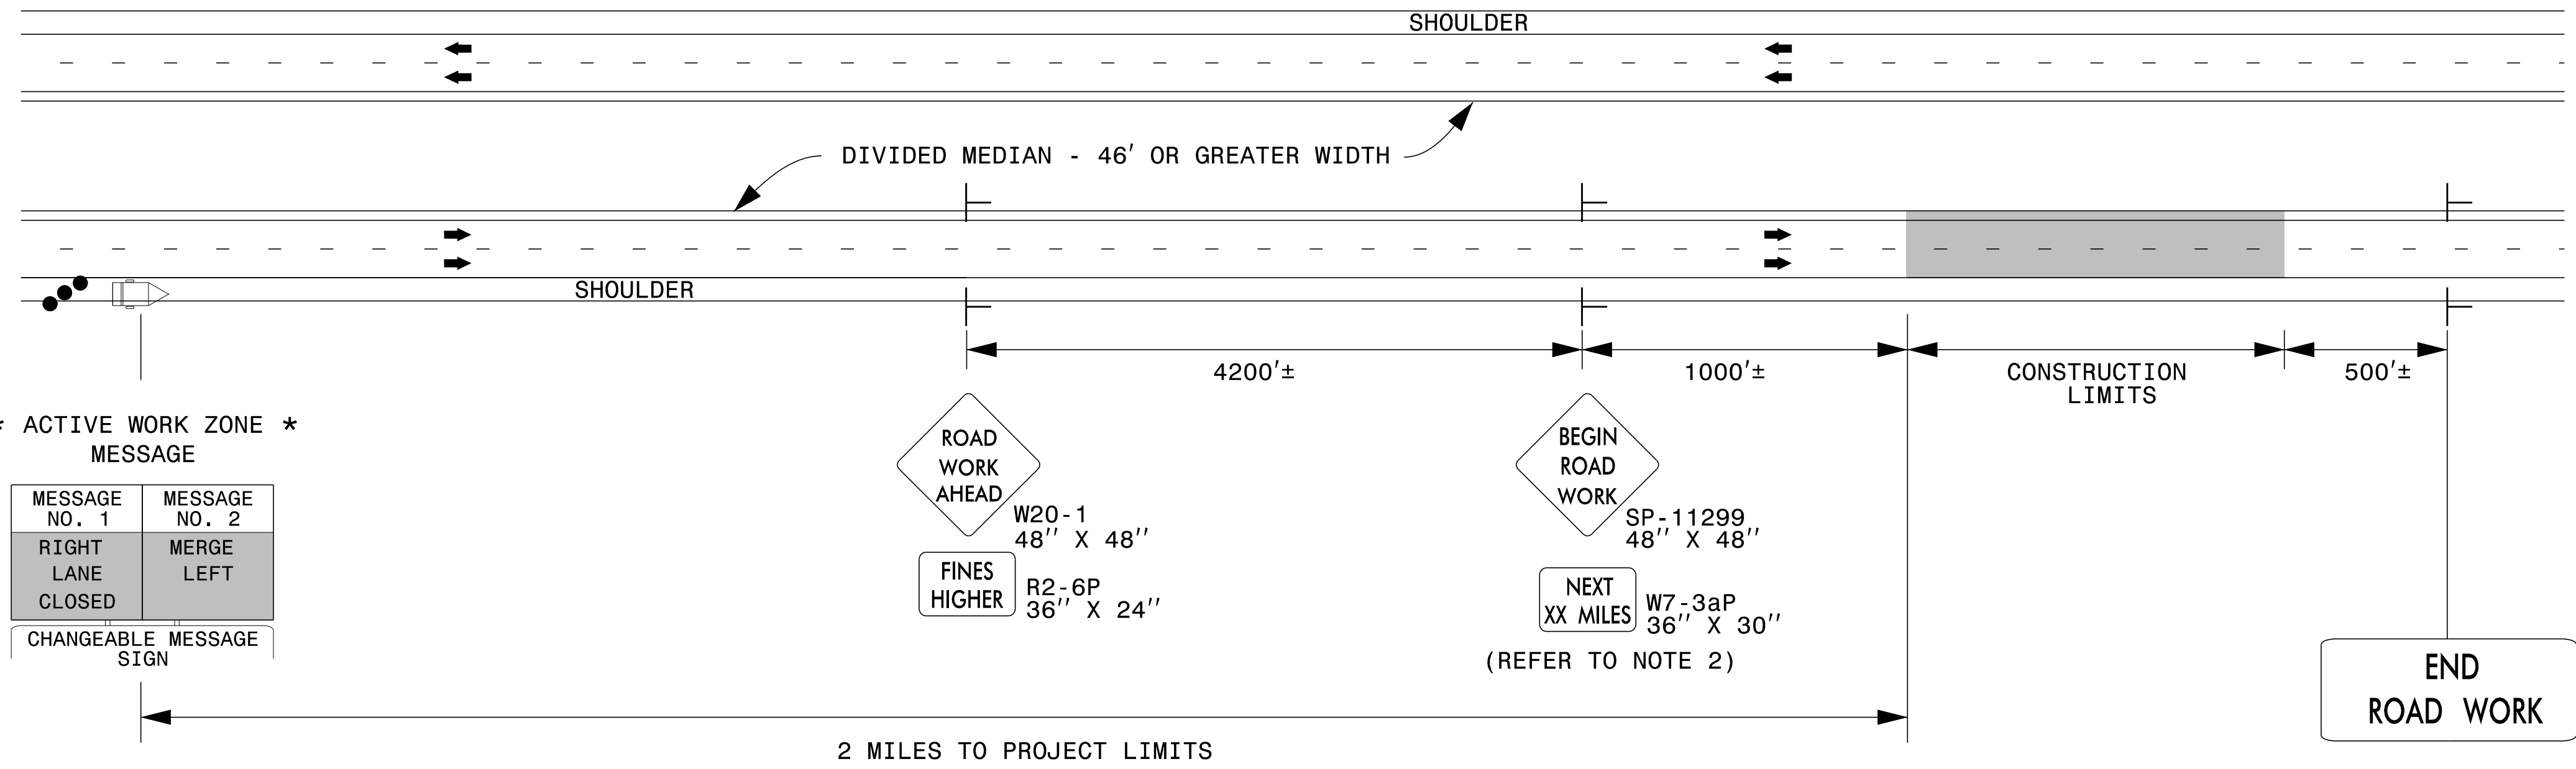 SHOULDER
DIVIDED MEDIAN - 46' OR GREATER WIDTH
SHOULDER
4200'±
1000'±
CONSTRUCTION
LIMITS
500'±
* ACTIVE WORK ZONE *
MESSAGE
MESSAGE
NO. 1
MESSAGE
NO. 2
RIGHT
LANE
CLOSED
MERGE
LEFT
CHANGEABLE MESSAGE
SIGN
ROAD
WORK
AHEAD
W20-1
48'' X 48''
FINES
HIGHER
R2-6P
36'' X 24''
BEGIN
ROAD
WORK
SP-11299
48'' X 48''
NEXT
XX MILES
W7-3aP
36'' X 30''
(REFER TO NOTE 2)
END
ROAD WORK
2 MILES TO PROJECT LIMITS